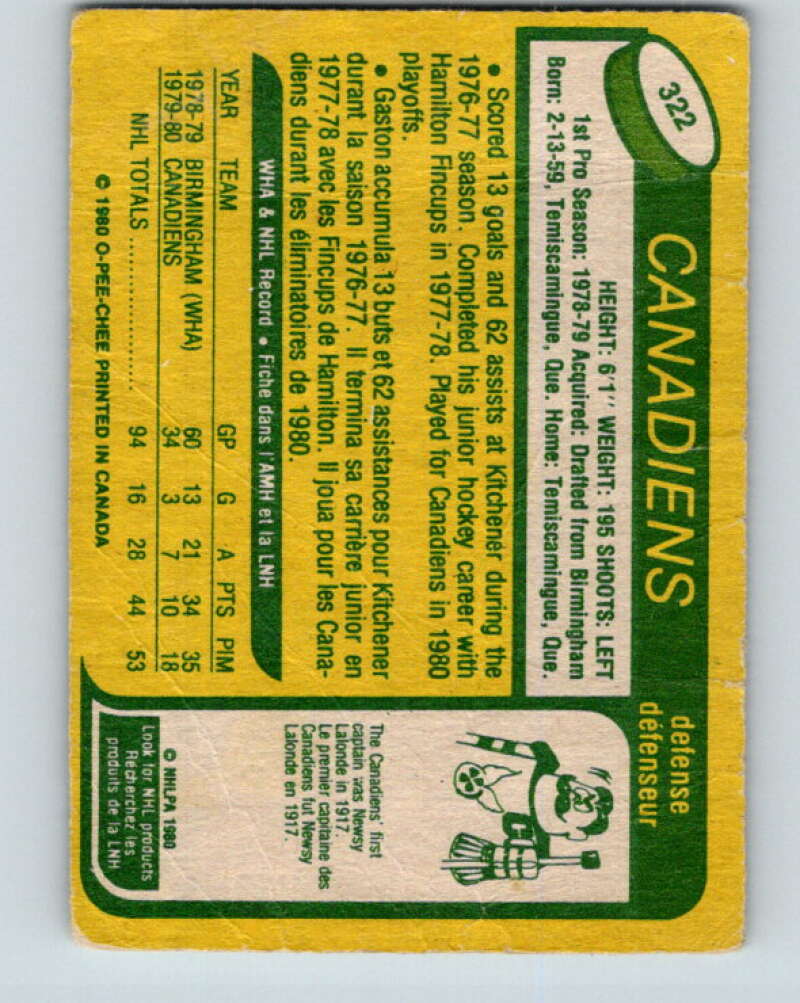 322
CANADIENS
defense
défenseur
HEIGHT: 6'1" WEIGHT: 195 SHOOTS: LEFT
1st Pro Season: 1978-79 Acquired: Drafted from Birmingham
Born: 2-13-59, Temiscamingue, Que. Home: Temiscamingue, Que.
• Scored 13 goals and 62 assists at Kitchener during the
1976-77 season. Completed his junior hockey career with
Hamilton Fincups in 1977-78. Played for Canadiens in 1980
playoffs.
• Gaston accumula 13 buts et 62 assistances pour Kitchener
durant la saison 1976-77. Il termina sa carrière junior en
1977-78 avec les Fincups de Hamilton. Il joua pour les Cana-
diens durant les éliminatoires de 1980.
WHA & NHL Record • Fiche dans l'AMH et la LNH
YEAR TEAM GP G A PTS PIM
1978-79 BIRMINGHAM (WHA) 60 13 21 34 35
1979-80 CANADIENS 34 3 7 10 18
NHL TOTALS .................. 94 16 28 44 53
© 1980 O-PEE-CHEE PRINTED IN CANADA
The Canadiens' first
captain was Newsy
Lalonde in 1917.
Le premier capitaine des
Canadiens fut Newsy
Lalonde en 1917.
© NHLPA 1980
Look for NHL products
Recherchez les
produits de la LNH